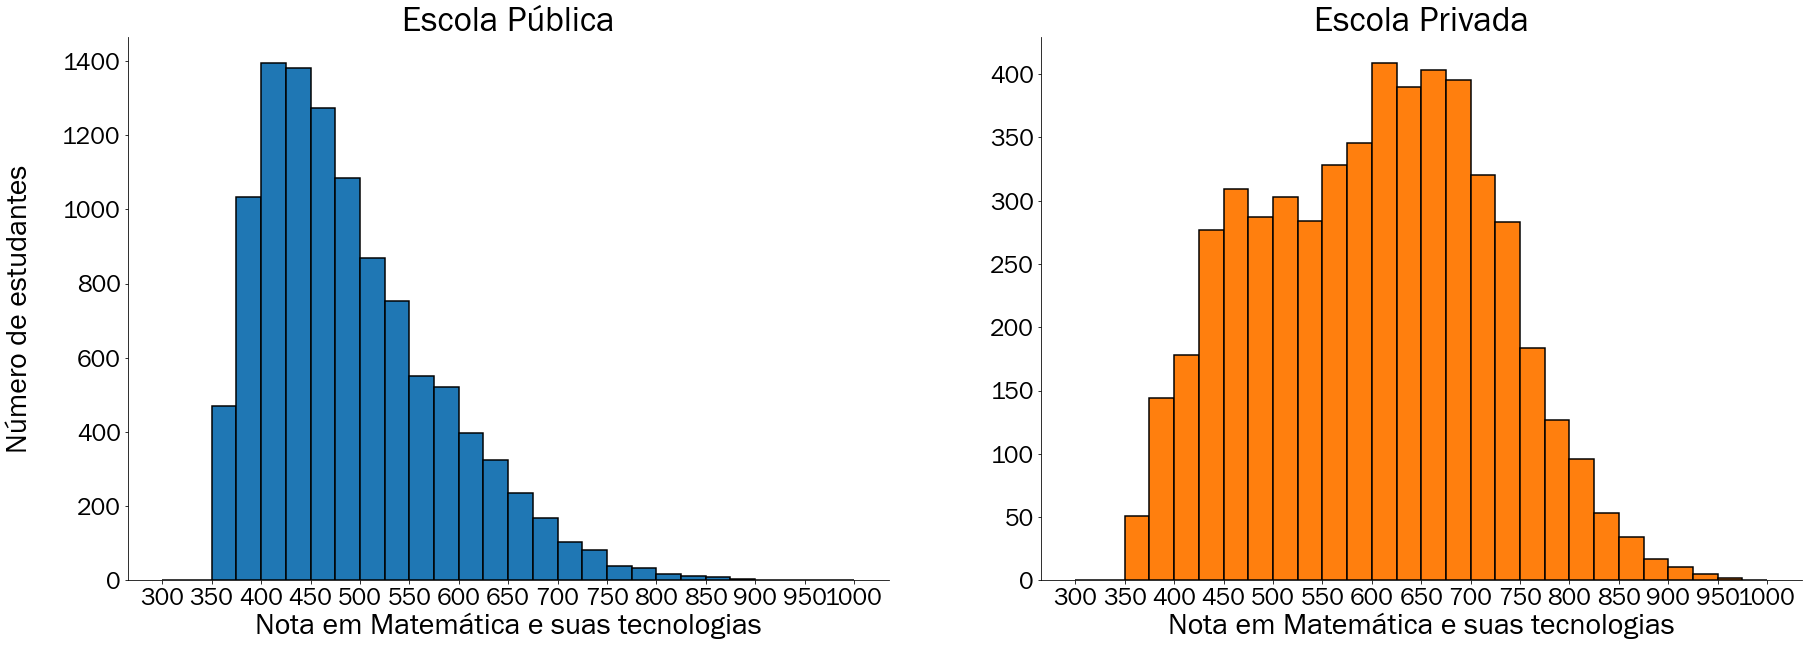 Escola Pública
Número de estudantes
1400
1200
1000
800
600
400
200
0
300 350 400 450 500 550 600 650 700 750 800 850 900 950 1000
Nota em Matemática e suas tecnologias
Escola Privada
400
350
300
250
200
150
100
50
0
300 350 400 450 500 550 600 650 700 750 800 850 900 950 1000
Nota em Matemática e suas tecnologias